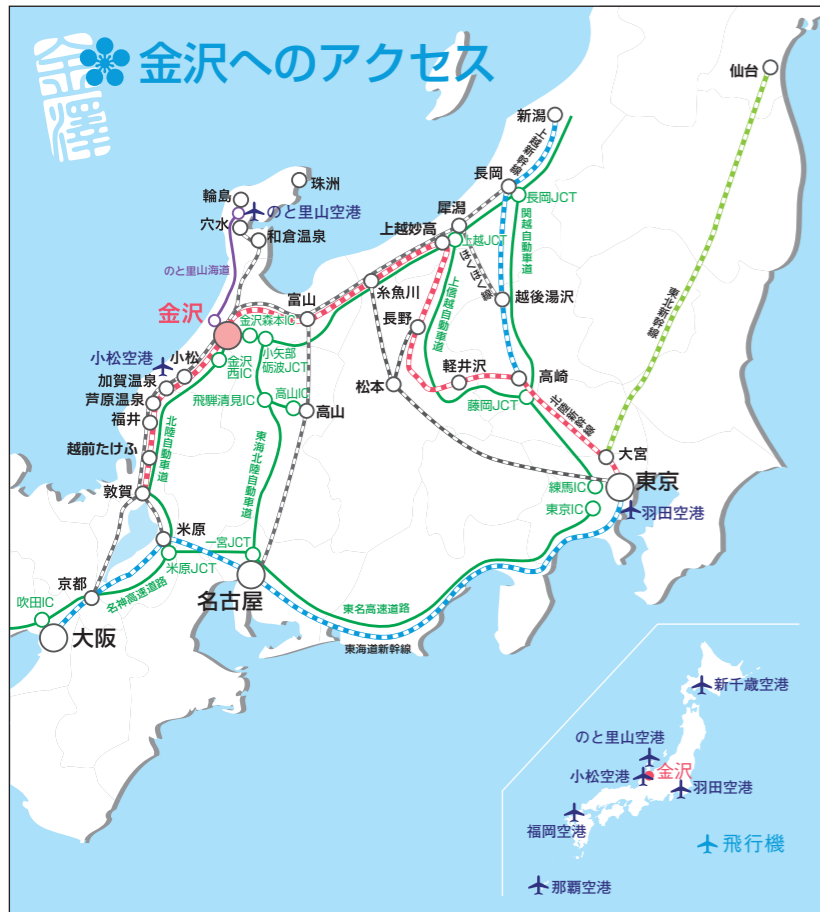 金澤
金沢へのアクセス
仙台
新潟
上越新幹線
長岡
長岡JCT
珠洲
輪島
のと里山空港
穴水
和倉温泉
犀潟
上越妙高
上越JCT
関越自動車道
ほくほく線
のと里山海道
糸魚川
越後湯沢
上信越自動車道
東北新幹線
富山
金沢
金沢森本IC
長野
小松空港
小松
金沢
西IC
小矢部
砺波JCT
加賀温泉
軽井沢
高崎
松本
芦原温泉
飛騨清見IC
高山IC
高山
藤岡JCT
北陸新幹線
福井
北陸自動車道
越前たけふ
東海北陸自動車道
大宮
敦賀
練馬IC
東京
東京IC
羽田空港
米原
一宮JCT
米原JCT
京都
名神高速道路
名古屋
吹田IC
東名高速道路
大阪
東海道新幹線
新千歳空港
のと里山空港
金沢
小松空港
羽田空港
福岡空港
飛行機
那覇空港